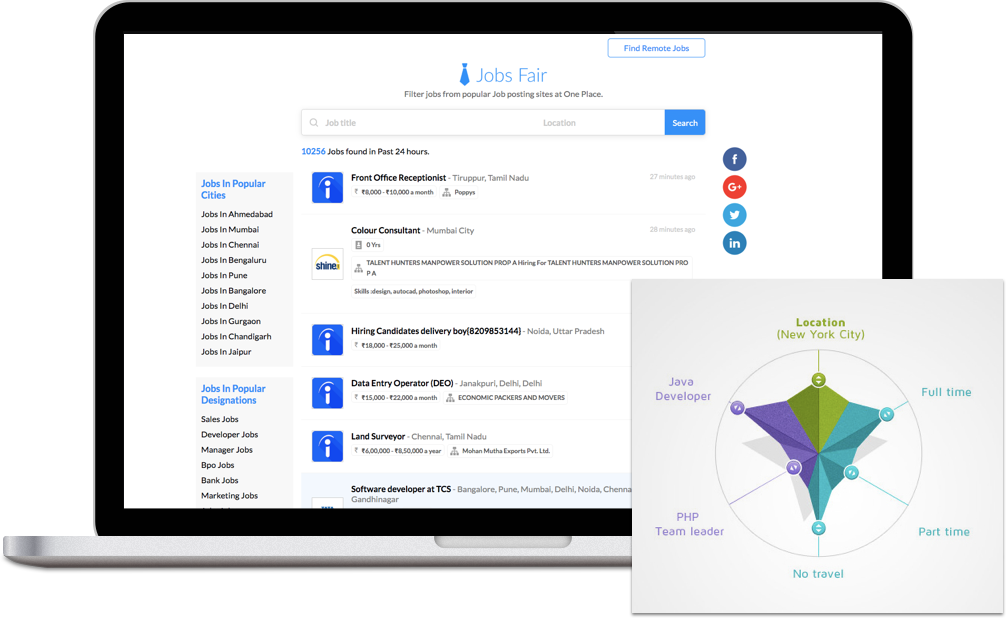 Find Remote Jobs
Jobs Fair
Filter jobs from popular Job posting sites at One Place.
Job title
Location
Search
10256 Jobs found in Past 24 hours.
Jobs In Popular
Cities
Jobs In Ahmedabad
Jobs In Mumbai
Jobs In Chennai
Jobs In Bengaluru
Jobs In Pune
Jobs In Bangalore
Jobs In Delhi
Jobs In Gurgaon
Jobs In Chandigarh
Jobs In Jaipur
Jobs In Popular
Designations
Sales Jobs
Developer Jobs
Manager Jobs
Bpo Jobs
Bank Jobs
Marketing Jobs
Front Office Receptionist - Tiruppur, Tamil Nadu
27 minutes ago
₹ ₹8,000 - ₹10,000 a month Poppys
Colour Consultant - Mumbai City
28 minutes ago
0 Yrs
shine
TALENT HUNTERS MANPOWER SOLUTION PROP A Hiring For TALENT HUNTERS MANPOWER SOLUTION PRO
P A
Skills :design, autocad, photoshop, interior
Hiring Candidates delivery boy{8209853144} - Noida, Uttar Pradesh
₹ ₹18,000 - ₹25,000 a month
Data Entry Operator (DEO) - Janakpuri, Delhi, Delhi
₹ ₹15,000 - ₹22,000 a month ECONOMIC PACKERS AND MOVERS
Land Surveyor - Chennai, Tamil Nadu
₹ ₹6,00,000 - ₹8,50,000 a year Mohan Mutha Exports Pvt. Ltd.
Software developer at TCS - Bangalore, Pune, Mumbai, Delhi, Noida, Chenna
Gandhinagar
f
G+
in
Location
(New York City)
Java
Developer
Full time
PHP
Team leader
Part time
No travel